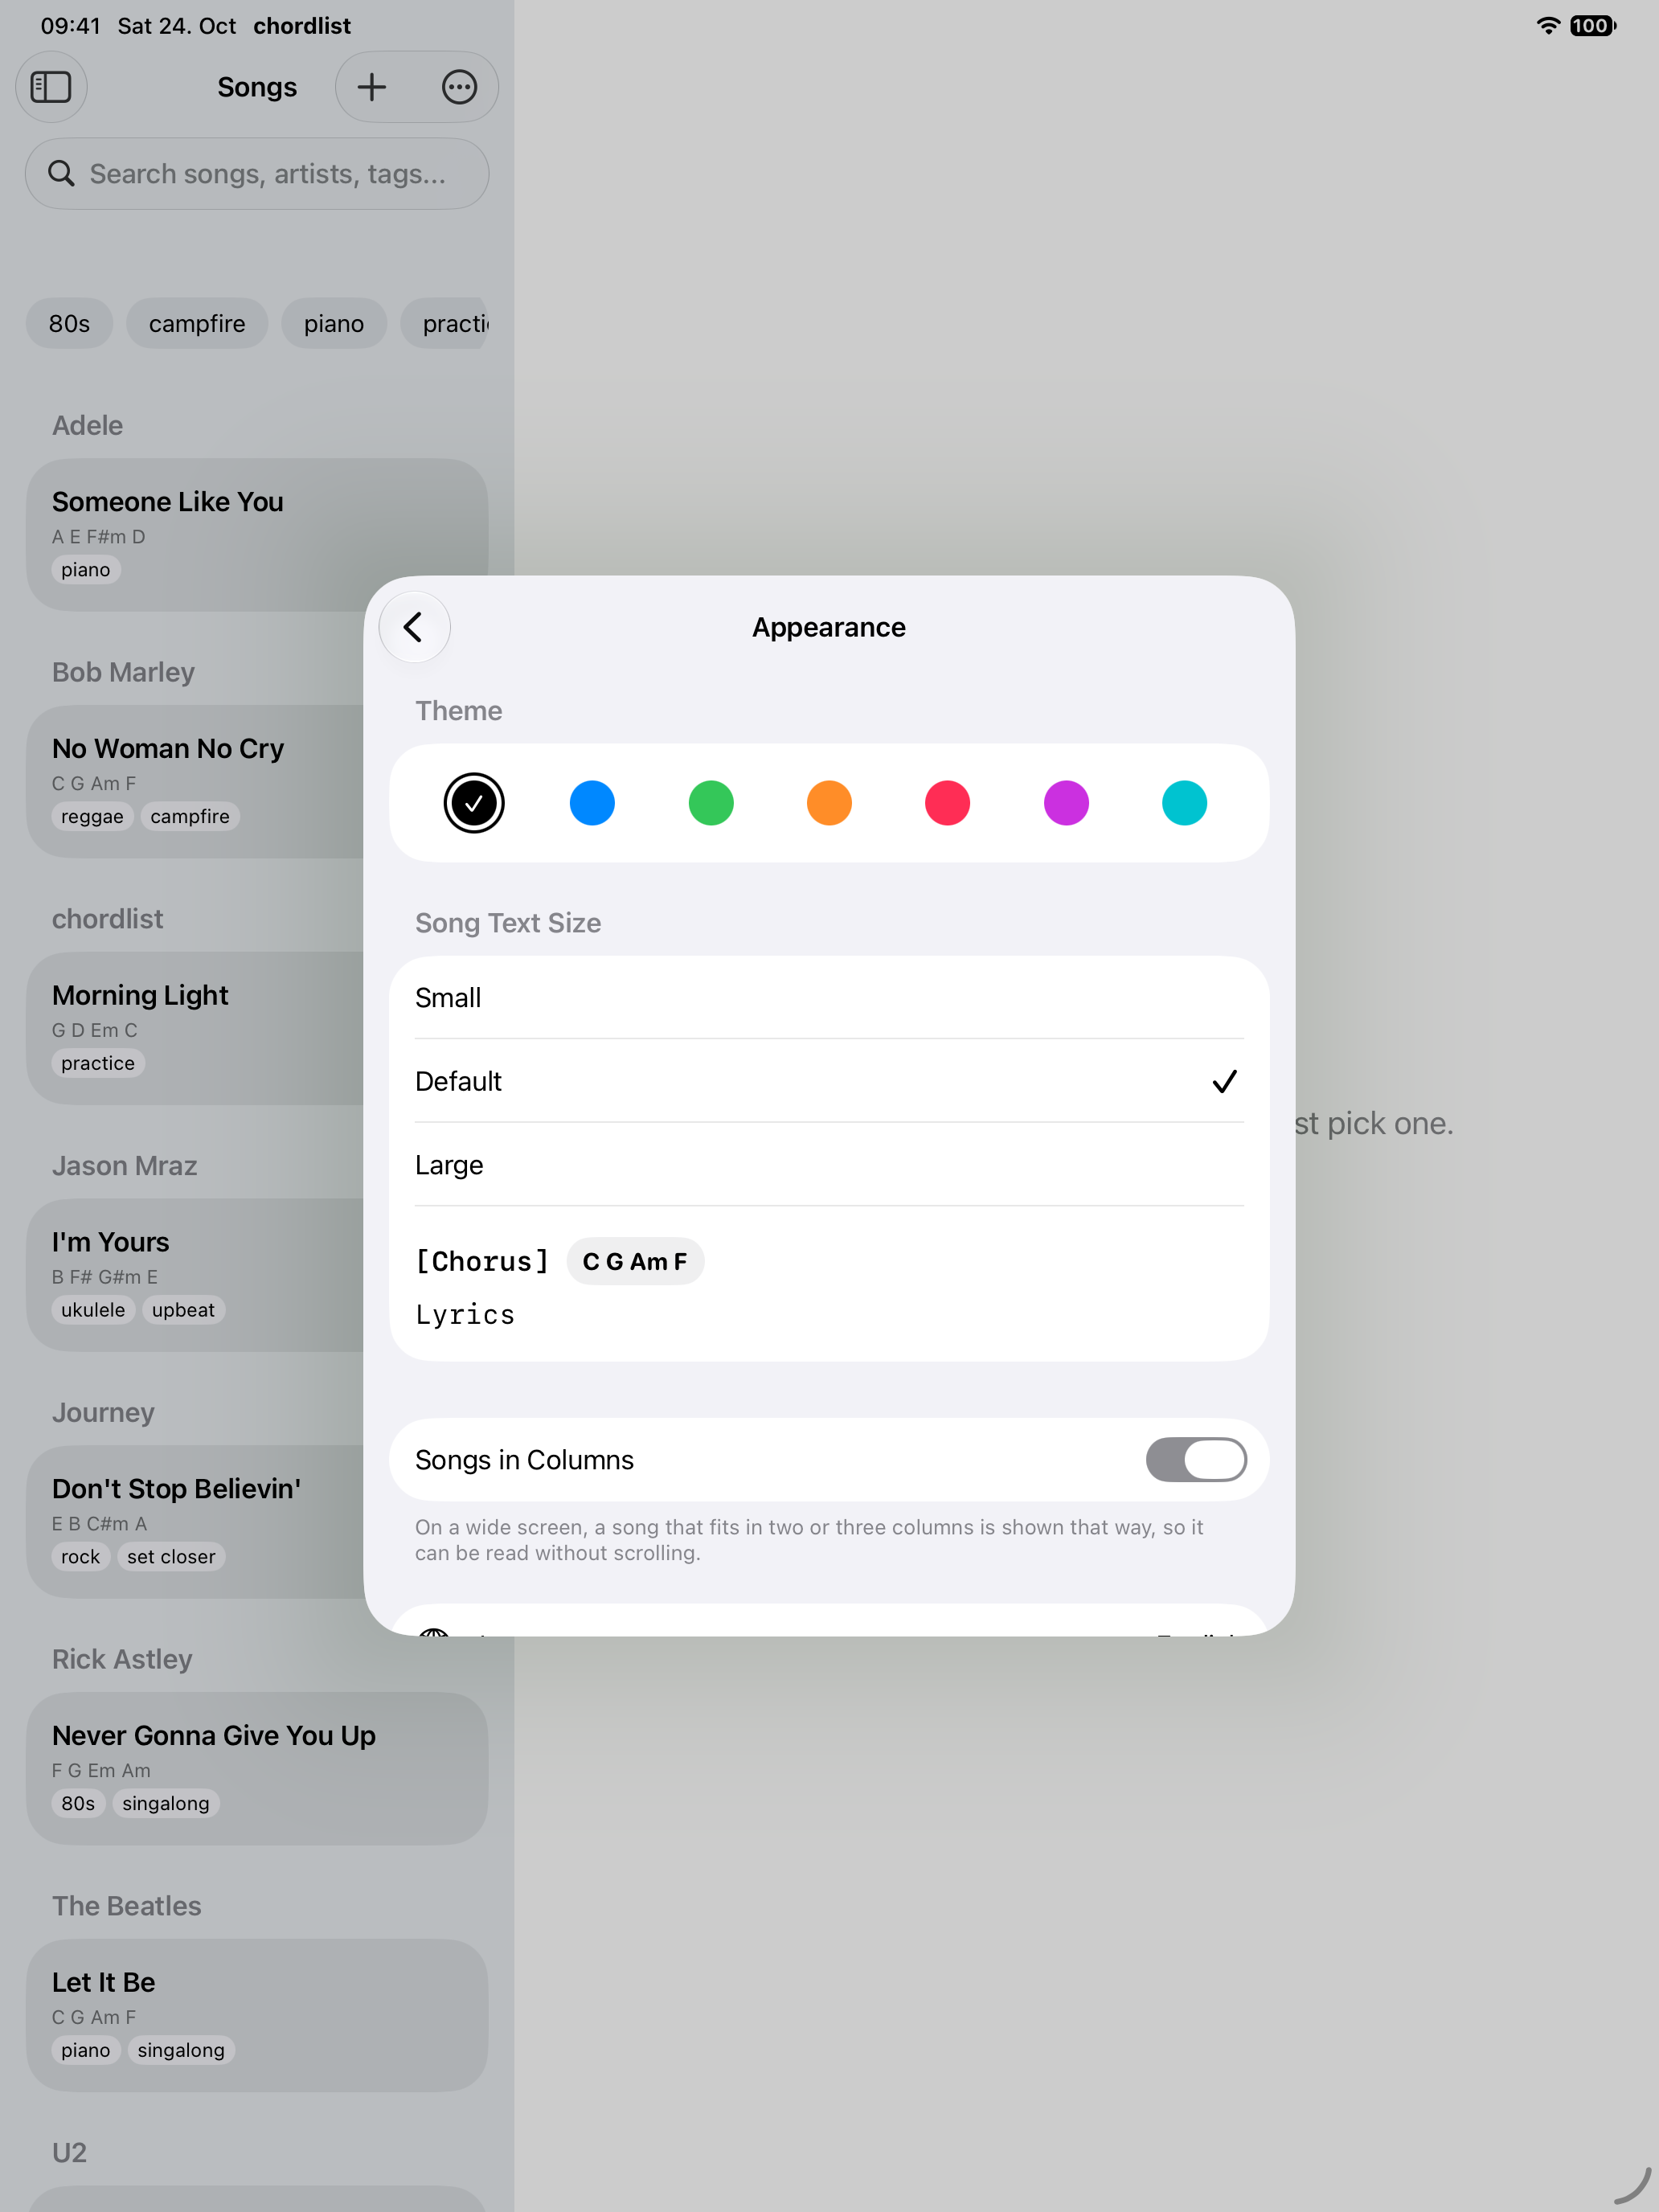 09:41 Sat 24. Oct chordlist
100
Songs
Search songs, artists, tags...
80s campfire piano
Adele
Someone Like You
A E F#m D
piano
Bob Marley
No Woman No Cry
C G Am F
reggae campfire
chordlist
Morning Light
G D Em C
practice
Jason Mraz
I'm Yours
B F# G#m E
ukulele upbeat
Journey
Don't Stop Believin'
E B C#m A
rock set closer
Rick Astley
Never Gonna Give You Up
F G Em Am
80s singalong
The Beatles
Let It Be
C G Am F
piano singalong
U2
Appearance
Theme
Song Text Size
Small
Default
Large
[Chorus] C G Am F
Lyrics
Songs in Columns
On a wide screen, a song that fits in two or three columns is shown that way, so it
can be read without scrolling.
pick one.